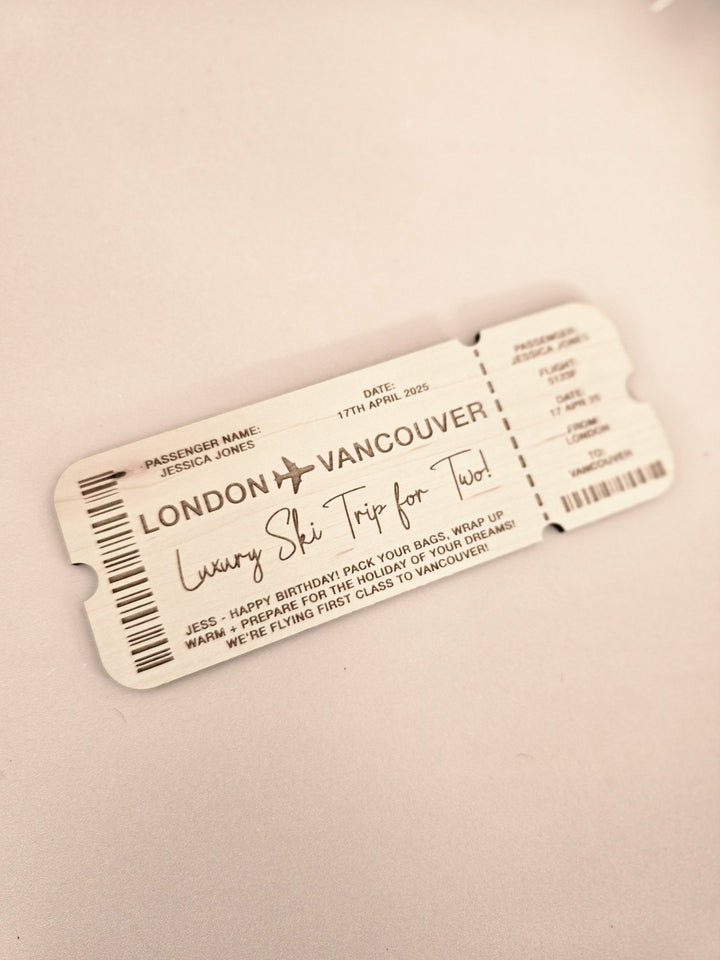 PASSENGER NAME:
JESSICA JONES
DATE:
17TH APRIL 2025
LONDON VANCOUVER
Luxury Ski Trip for Two!
JESS - HAPPY BIRTHDAY! PACK YOUR BAGS, WRAP UP
WARM + PREPARE FOR THE HOLIDAY OF YOUR DREAMS!
WE'RE FLYING FIRST CLASS TO VANCOUVER!
PASSENGER:
JESSICA JONES
FLIGHT:
DATE:
17 APR 25
FROM:
LONDON
TO:
VANCOUVER